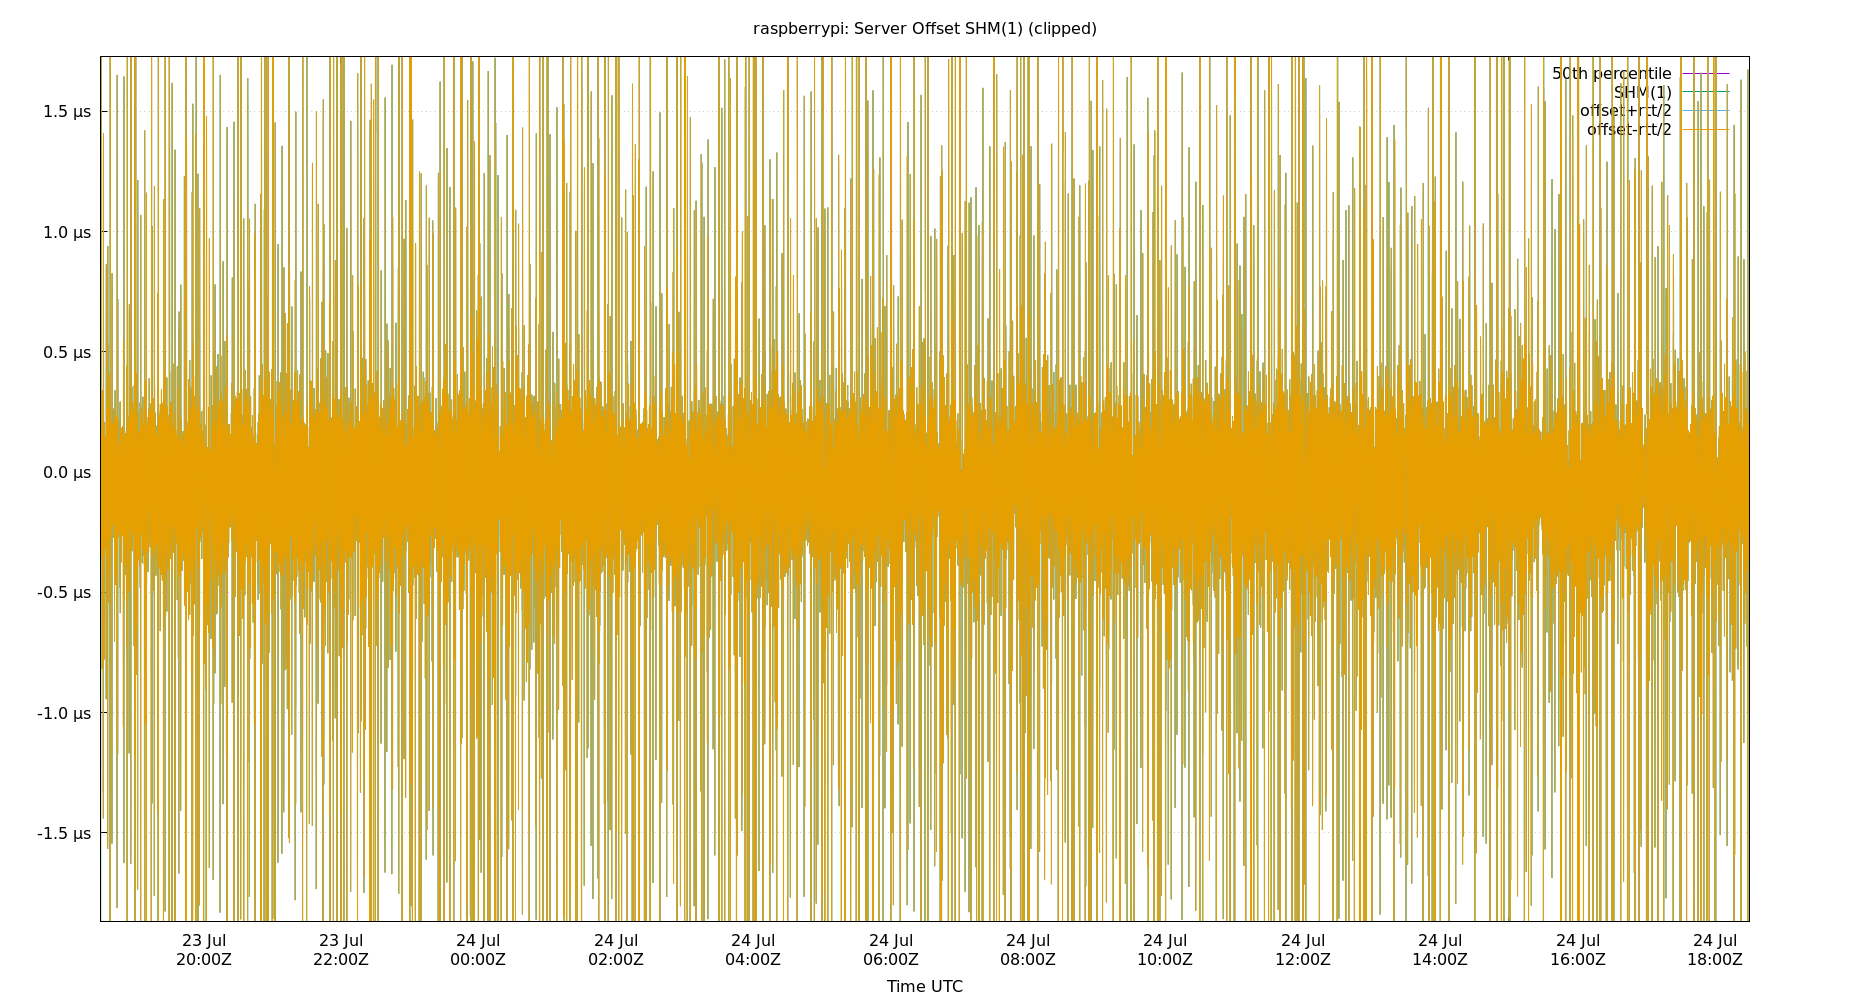 raspberrypi: Server Offset SHM(1) (clipped)
50th percentile
SHM(1)
offset+rtt/2
offset-rtt/2
1.5 µs
1.0 µs
0.5 µs
0.0 µs
-0.5 µs
-1.0 µs
-1.5 µs
23 Jul 23 Jul 24 Jul 24 Jul 24 Jul 24 Jul 24 Jul 24 Jul 24 Jul 24 Jul 24 Jul 24 Jul
20:00Z 22:00Z 00:00Z 02:00Z 04:00Z 06:00Z 08:00Z 10:00Z 12:00Z 14:00Z 16:00Z 18:00Z
Time UTC